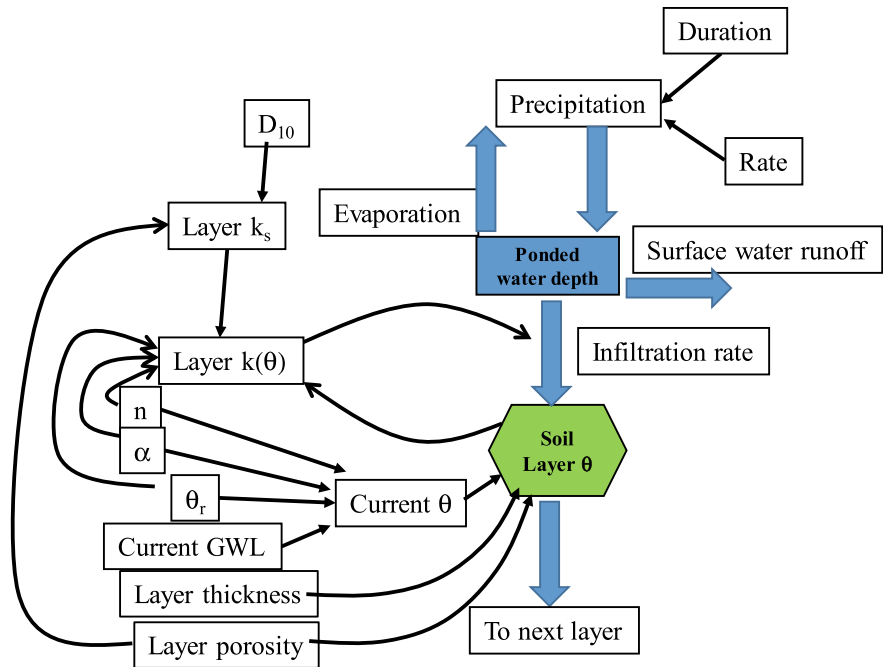 Duration
Precipitation
D₁₀
Rate
Evaporation
Layer kₛ
Surface water runoff
Ponded
water depth
Layer k(θ)
Infiltration rate
n
α
Soil
Layer θ
θᵣ
Current θ
Current GWL
Layer thickness
To next layer
Layer porosity